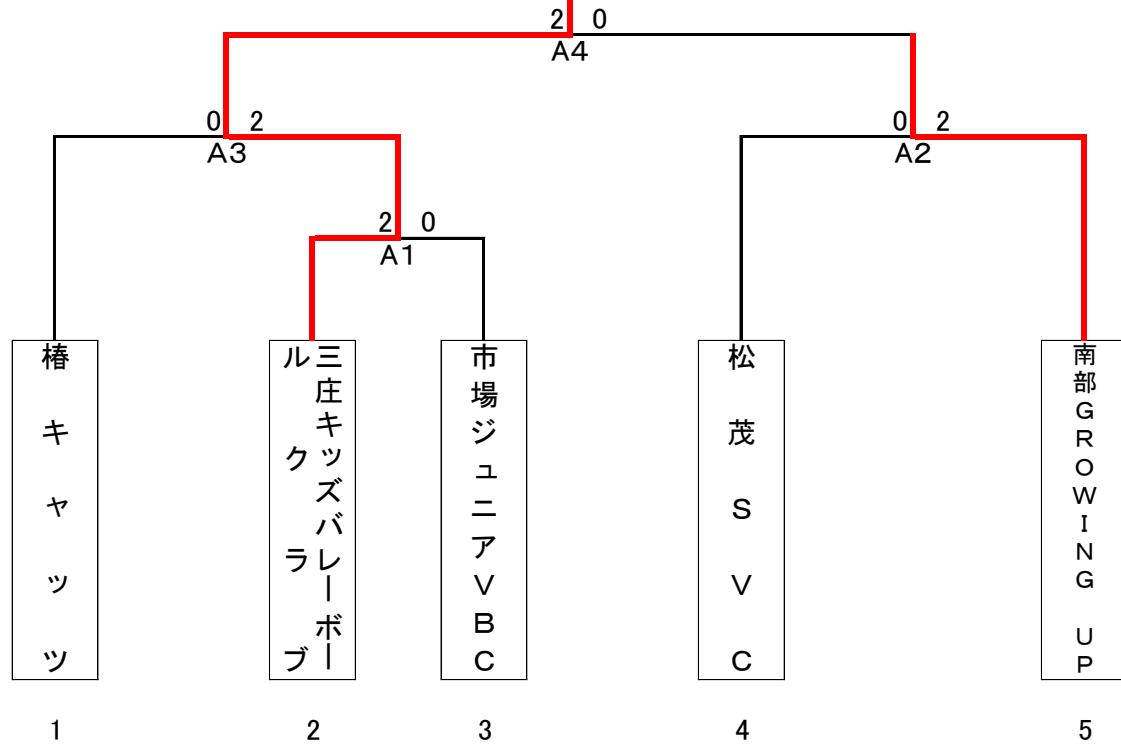 2 0
A4
0 2
A3
0 2
A2
2 0
A1
椿キャッツ
三庄キッズバレーボー
ルクラブ
市場ジュニアVBC
松茂SVC
南部GROWING UP
1 2 3 4 5